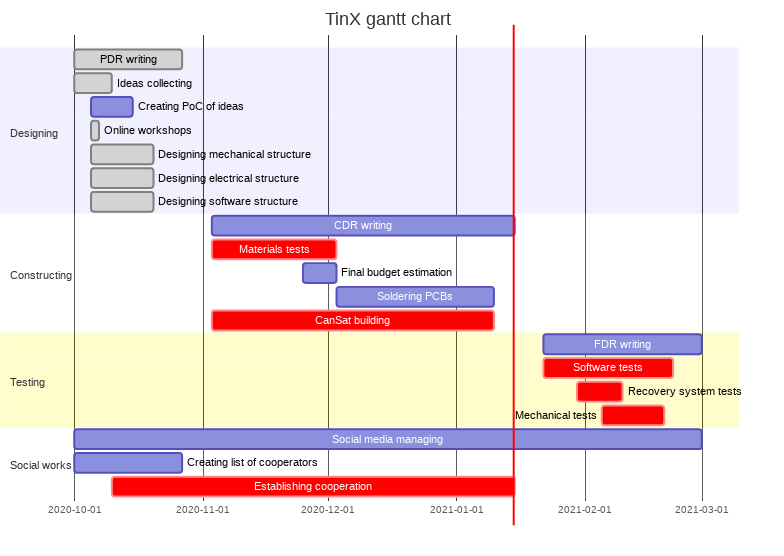 TinX gantt chart
PDR writing
Ideas collecting
Creating PoC of ideas
Designing
Online workshops
Designing mechanical structure
Designing electrical structure
Designing software structure
CDR writing
Materials tests
Constructing
Final budget estimation
Soldering PCBs
CanSat building
FDR writing
Software tests
Testing
Recovery system tests
Mechanical tests
Social media managing
Social works
Creating list of cooperators
Establishing cooperation
2020-10-01 2020-11-01 2020-12-01 2021-01-01 2021-02-01 2021-03-01